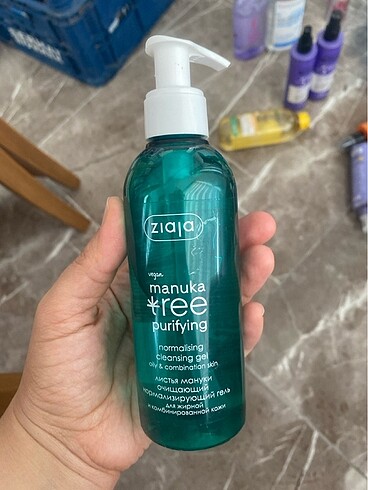 ziaja
vegan
manuka
tree
purifying
normalising
cleansing gel
oily & combination skin
листья мануки
очищающий
нормализирующий гель
для жирной
и комбинированной кожи